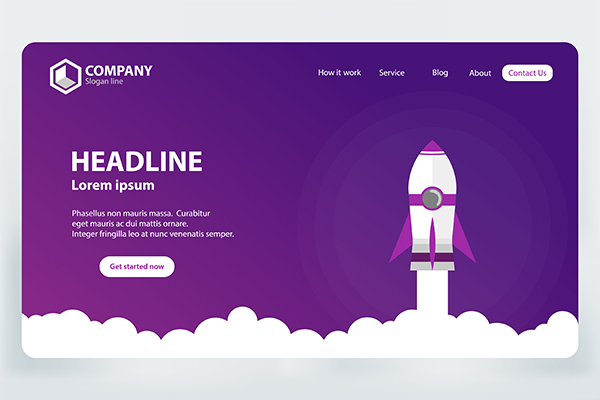 COMPANY
Slogan line
How it work
Service
Blog
About
Contact Us
HEADLINE
Lorem ipsum
Phasellus non mauris massa. Curabitur
eget mauris ac dui mattis ornare.
Integer fringilla leo at nunc venenatis semper.
Get started now